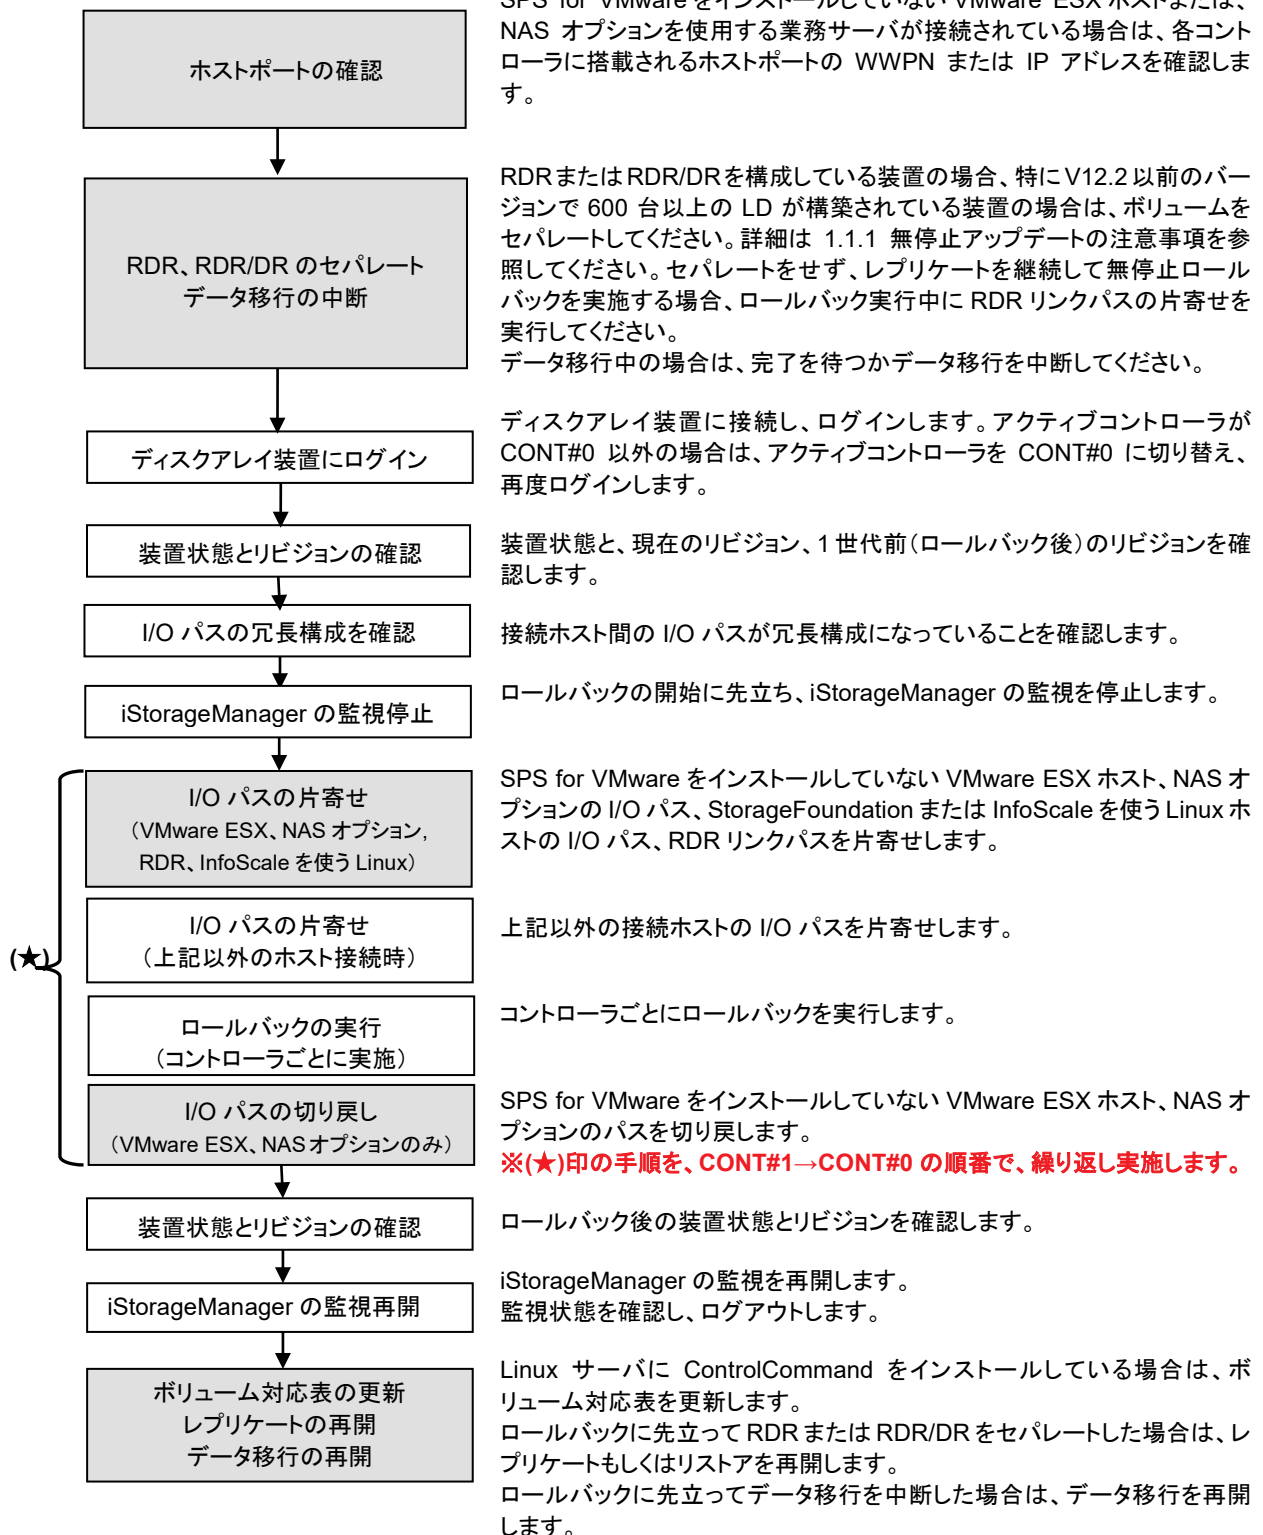 SPS for VMware をインストールしていない VMware ESX ホストまたは、
NAS オプションを使用する業務サーバが接続されている場合は、各コント
ローラに搭載されるホストポートの WWPN または IP アドレスを確認しま
す。
ホストポートの確認
RDRまたはRDR/DRを構成している装置の場合、特にV12.2以前のバー
ジョンで 600 台以上の LD が構築されている装置の場合は、ボリュームを
セパレートしてください。詳細は 1.1.1 無停止アップデートの注意事項を参
照してください。セパレートをせず、レプリケートを継続して無停止ロール
バックを実施する場合、ロールバック実行中に RDR リンクパスの片寄せを
実行してください。
データ移行中の場合は、完了を待つかデータ移行を中断してください。
RDR、RDR/DR のセパレート
データ移行の中断
ディスクアレイ装置に接続し、ログインします。アクティブコントローラが
CONT#0 以外の場合は、アクティブコントローラを CONT#0 に切り替え、
再度ログインします。
ディスクアレイ装置にログイン
装置状態と、現在のリビジョン、1 世代前（ロールバック後）のリビジョンを確
認します。
装置状態とリビジョンの確認
I/O パスの冗長構成を確認
接続ホスト間の I/O パスが冗長構成になっていることを確認します。
iStorageManager の監視停止
ロールバックの開始に先立ち、iStorageManager の監視を停止します。
I/O パスの片寄せ
（VMware ESX、NAS オプション,
RDR、InfoScale を使う Linux）
SPS for VMware をインストールしていない VMware ESX ホスト、NAS オ
プションの I/O パス、StorageFoundation または InfoScale を使う Linux ホ
ストの I/O パス、RDR リンクパスを片寄せします。
I/O パスの片寄せ
（上記以外のホスト接続時）
上記以外の接続ホストの I/O パスを片寄せします。
(★)
ロールバックの実行
（コントローラごとに実施）
コントローラごとにロールバックを実行します。
I/O パスの切り戻し
（VMware ESX、NASオプションのみ）
SPS for VMware をインストールしていない VMware ESX ホスト、NAS オ
プションのパスを切り戻します。
※(★)印の手順を、CONT#1→CONT#0 の順番で、繰り返し実施します。
装置状態とリビジョンの確認
ロールバック後の装置状態とリビジョンを確認します。
iStorageManager の監視再開
iStorageManager の監視を再開します。
監視状態を確認し、ログアウトします。
ボリューム対応表の更新
レプリケートの再開
データ移行の再開
Linux サーバに ControlCommand をインストールしている場合は、ボ
リューム対応表を更新します。
ロールバックに先立って RDR または RDR/DR をセパレートした場合は、レ
プリケートもしくはリストアを再開します。
ロールバックに先立ってデータ移行を中断した場合は、データ移行を再開
します。